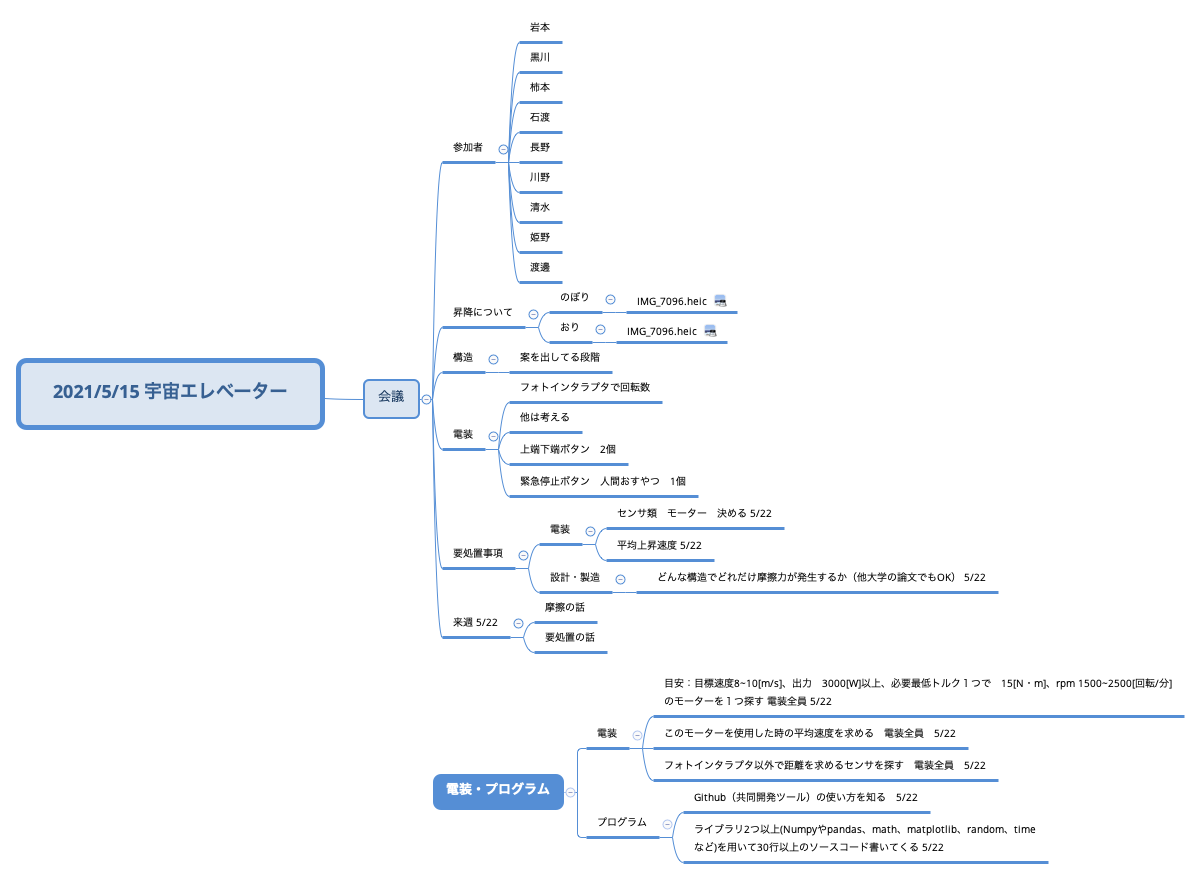 2021/5/15 宇宙エレベーター
会議
参加者
岩本
黒川
柿本
石渡
長野
川野
清水
姫野
渡邊
昇降について
のぼり
IMG_7096.heic
おり
IMG_7096.heic
構造
案を出してる段階
電装
フォトインタラプタで回転数
他は考える
上端下端ボタン　2個
緊急停止ボタン　人間おすやつ　1個
要処置事項
電装
センサ類　モーター　決める 5/22
平均上昇速度 5/22
設計・製造
どんな構造でどれだけ摩擦力が発生するか（他大学の論文でもOK） 5/22
来週 5/22
摩擦の話
要処置の話
電装・プログラム
電装
目安：目標速度8~10[m/s]、出力　3000[W]以上、必要最低トルク１つで　15[N・m]、rpm 1500~2500[回転/分]
のモーターを１つ探す 電装全員 5/22
このモーターを使用した時の平均速度を求める　電装全員　5/22
フォトインタラプタ以外で距離を求めるセンサを探す　電装全員　5/22
プログラム
Github（共同開発ツール）の使い方を知る　5/22
ライブラリ2つ以上(Numpyやpandas、math、matplotlib、random、time
など)を用いて30行以上のソースコード書いてくる 5/22